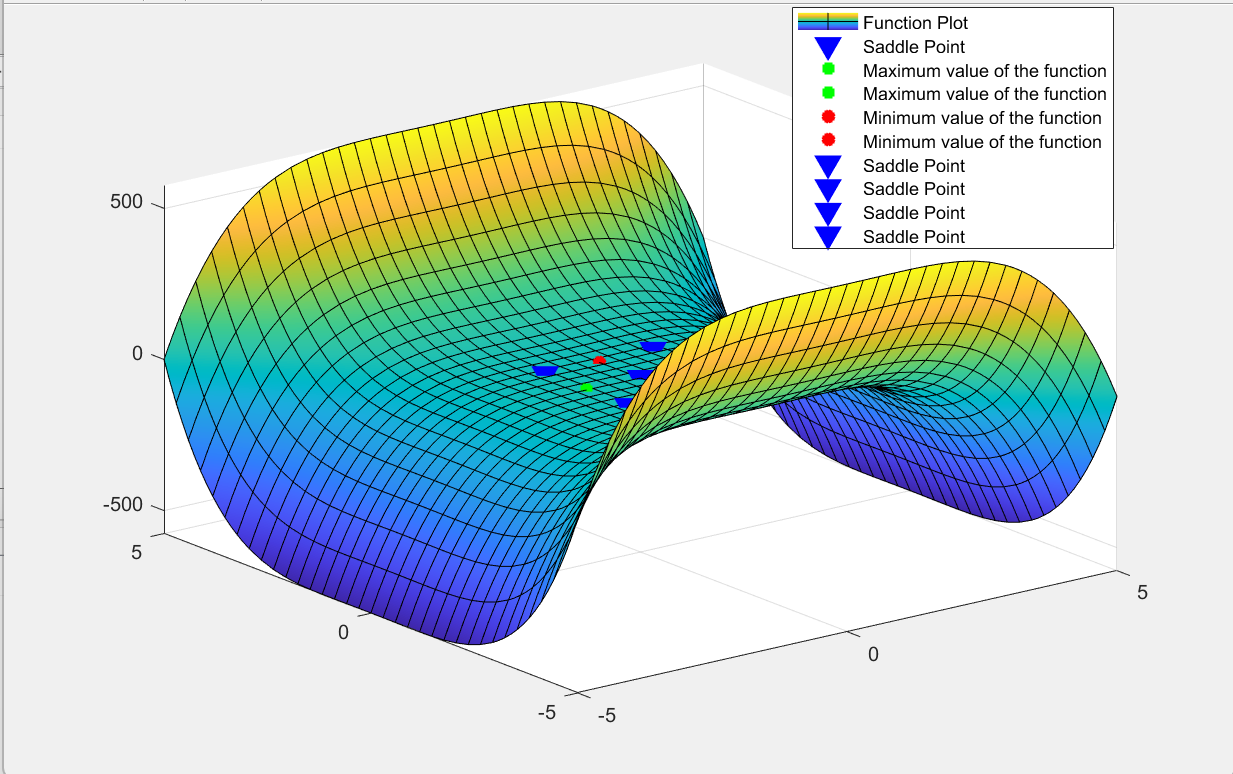 Function Plot
Saddle Point
Maximum value of the function
Maximum value of the function
Minimum value of the function
Minimum value of the function
Saddle Point
Saddle Point
Saddle Point
Saddle Point
500
0
-500
5
0
-5
-5
0
5